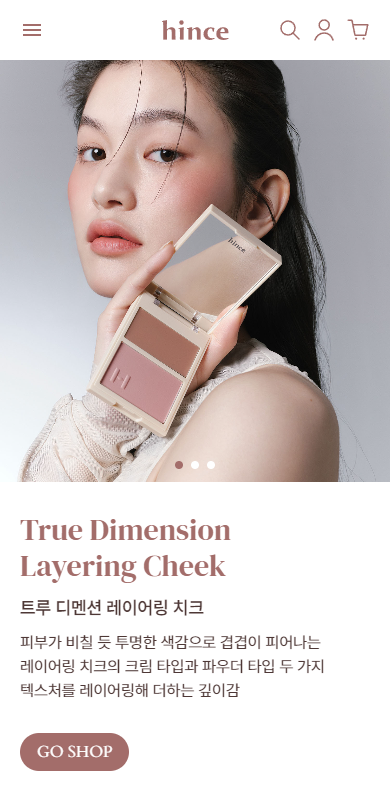 hince
hince
H
True Dimension
Layering Cheek
트루 디멘션 레이어링 치크
피부가 비칠 듯 투명한 색감으로 겹겹이 피어나는
레이어링 치크의 크림 타입과 파우더 타입 두 가지
텍스처를 레이어링해 더하는 깊이감
GO SHOP